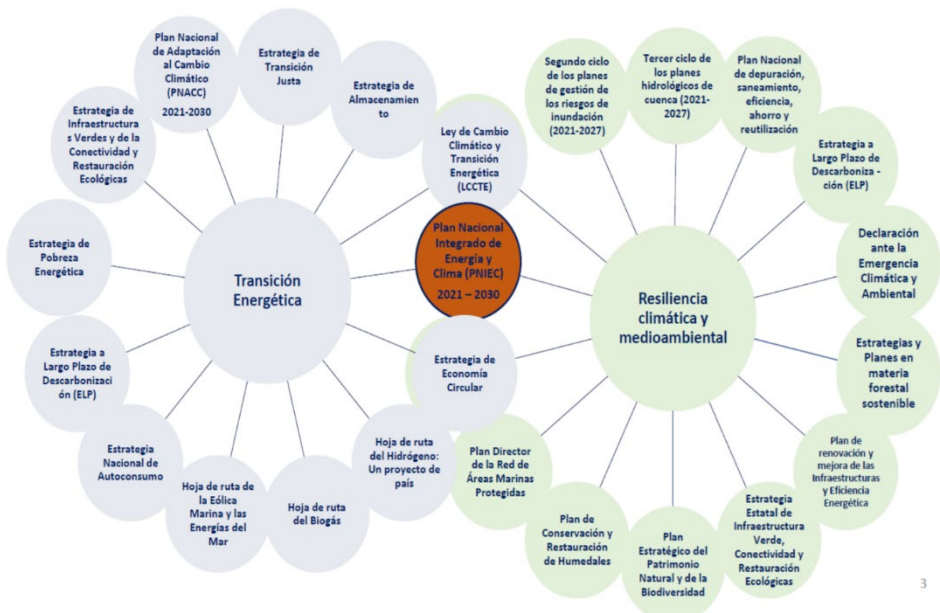 Plan Nacional
de Adaptación
al Cambio
Climático
(PNACC)
2021-2030
Estrategia de
Transición
Justa
Estrategia de
Almacenamien
to
Ley de Cambio
Climático y
Transición
Energética
(LCCTE)
Plan Nacional
Integrado de
Energía y
Clima (PNIEC)
2021 – 2030
Estrategia de
Economía
Circular
Hoja de ruta
del Hidrógeno:
Un proyecto de
país
Hoja de ruta
del Biogás
Hoja de ruta de
la Eólica
Marina y las
Energías del
Mar
Estrategia
Nacional de
Autoconsumo
Estrategia a
Largo Plazo de
Descarbonizaci
ón (ELP)
Estrategia de
Pobreza
Energética
Estrategia de
Infraestructura
s Verdes y de la
Conectividad y
Restauración
Ecológicas
Transición
Energética
Segundo ciclo
de los planes
de gestión de
los riesgos de
inundación
(2021-2027)
Tercer ciclo de
los planes
hidrológicos de
cuenca (2021-
2027)
Plan Nacional
de depuración,
saneamiento,
eficiencia,
ahorro y
reutilización
Estrategia a
Largo Plazo de
Descarboniza -
ción (ELP)
Declaración
ante la
Emergencia
Climática y
Ambiental
Estrategias y
Planes en
materia
forestal
sostenible
Plan de
renovación y
mejora de las
Infraestructuras
y Eficiencia
Energética
Estrategia
Estatal de
Infraestructura
Verde,
Conectividad y
Restauración
Ecológicas
Plan
Estratégico del
Patrimonio
Natural y de la
Biodiversidad
Plan de
Conservación y
Restauración
de Humedales
Plan Director
de la Red de
Áreas Marinas
Protegidas
Resiliencia
climática y
medioambiental
3